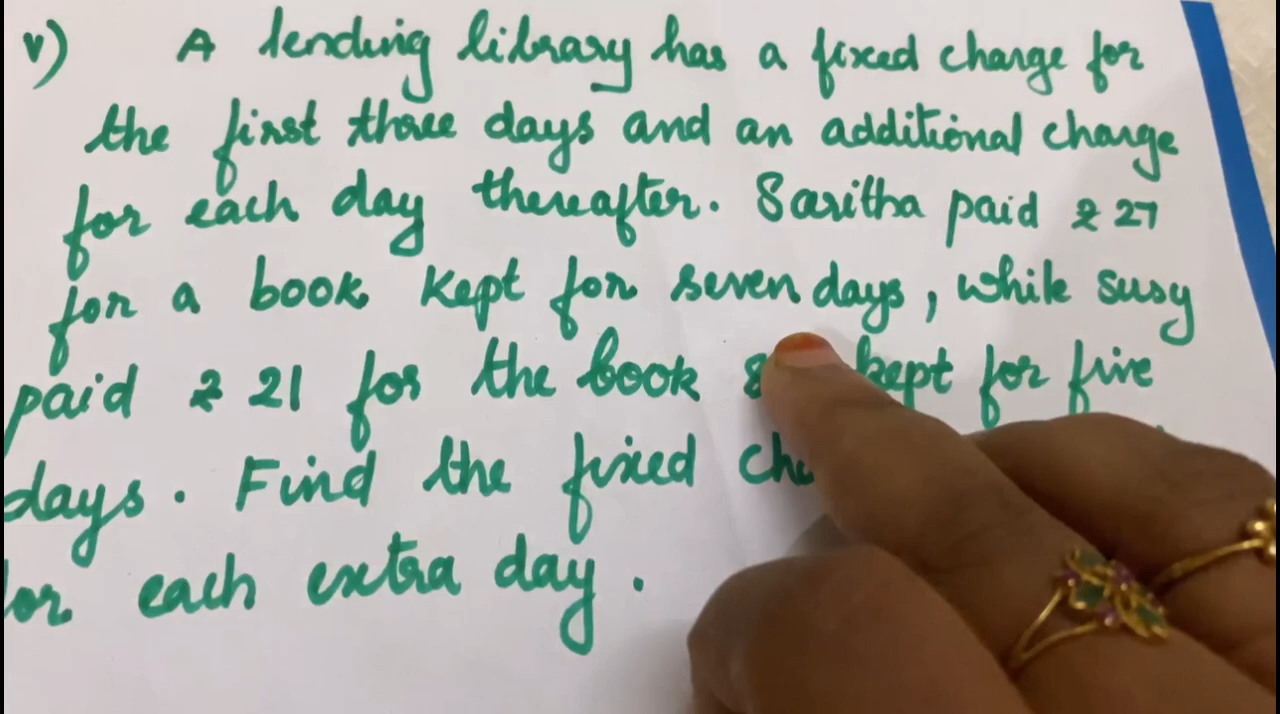 v) A lending library has a fixed charge for
the first three days and an additional charge
for each day thereafter. Saritha paid ₹ 27
for a book kept for seven days, while susy
paid ₹ 21 for the book kept for five
days. Find the fixed
for each extra day.